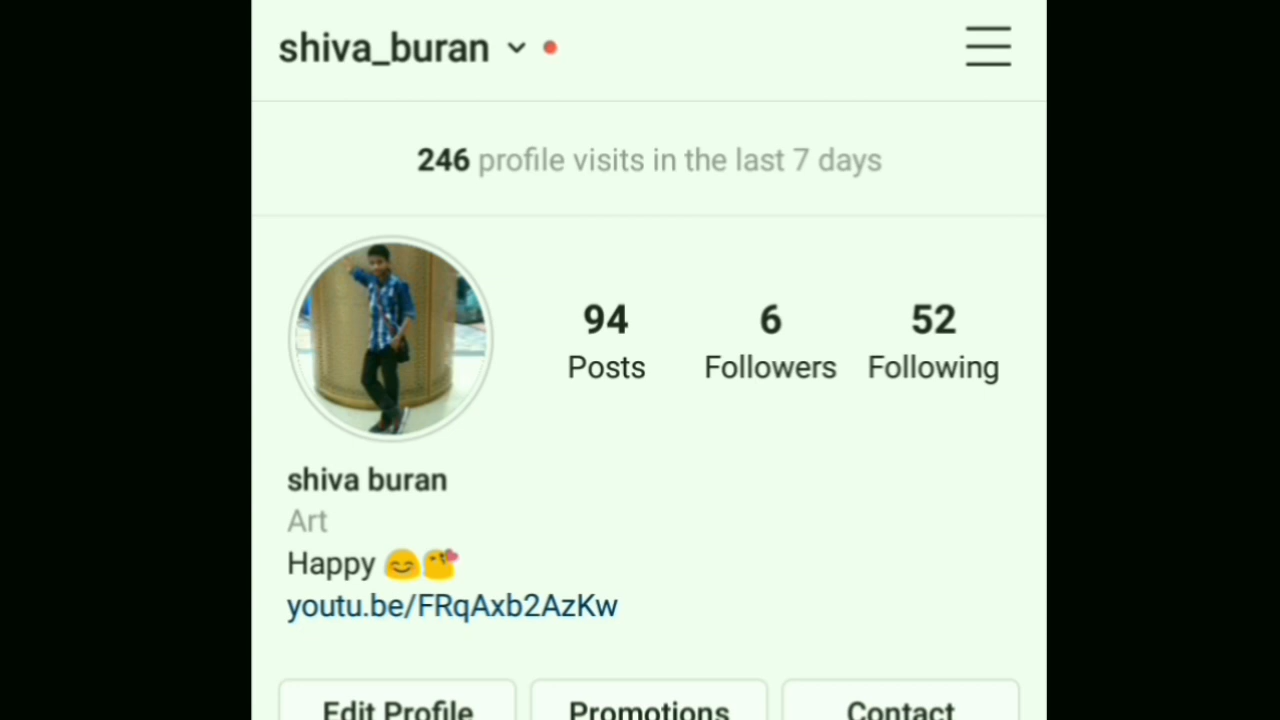 shiva_buran
246 profile visits in the last 7 days
94 6 52
Posts Followers Following
shiva buran
Art
Happy 😊😘
youtu.be/FRqAxb2AzKw
Edit Profile Promotions Contact